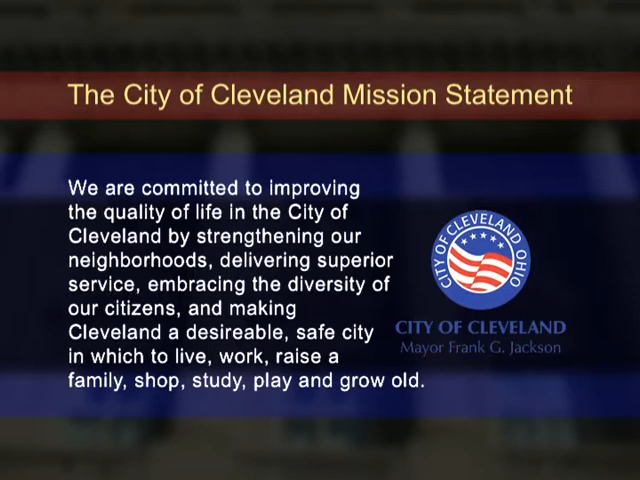 The City of Cleveland Mission Statement
We are committed to improving
the quality of life in the City of
Cleveland by strengthening our
neighborhoods, delivering superior
service, embracing the diversity of
our citizens, and making
Cleveland a desireable, safe city
in which to live, work, raise a
family, shop, study, play and grow old.
CITY OF CLEVELAND OHIO
CITY OF CLEVELAND
Mayor Frank G. Jackson